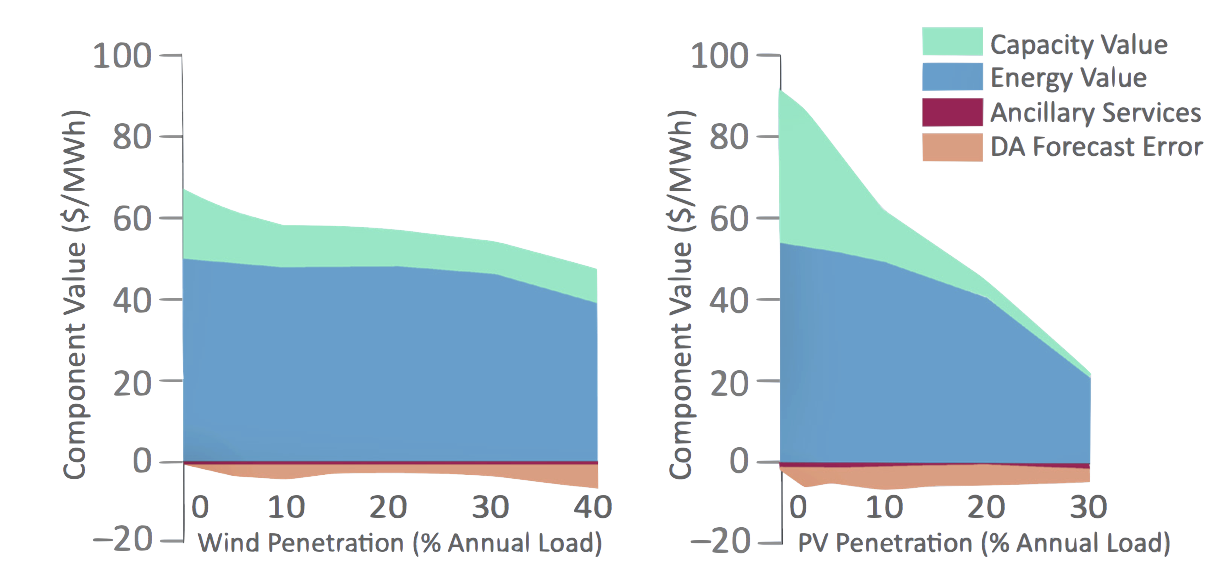 100
80
60
40
20
0
−20
Component Value ($/MWh)
0 10 20 30 40
Wind Penetration (% Annual Load)
100
80
60
40
20
0
−20
Component Value ($/MWh)
0 10 20 30
PV Penetration (% Annual Load)
Capacity Value
Energy Value
Ancillary Services
DA Forecast Error